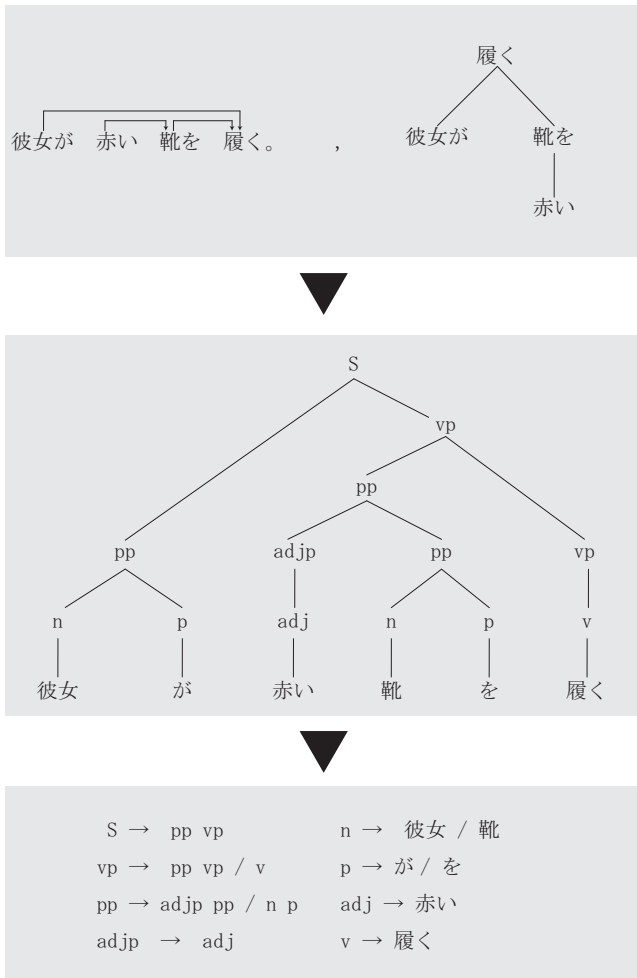 履く
彼女が 赤い 靴を 履く。 , 彼女が 靴を
赤い
S
vp
pp
pp adjp pp vp
n p adj n p v
彼女 が 赤い 靴 を 履く
S → pp vp n → 彼女 / 靴
vp → pp vp / v p → が / を
pp → adjp pp / n p adj → 赤い
adjp → adj v → 履く